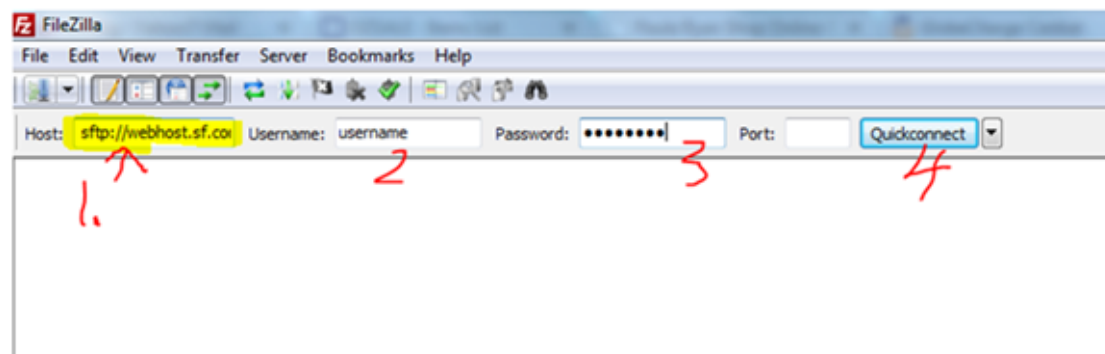 FileZilla
File Edit View Transfer Server Bookmarks Help
Host: sftp://webhost.sf.co Username: username Password: •••••••• Port: Quickconnect
1. 2 3 4